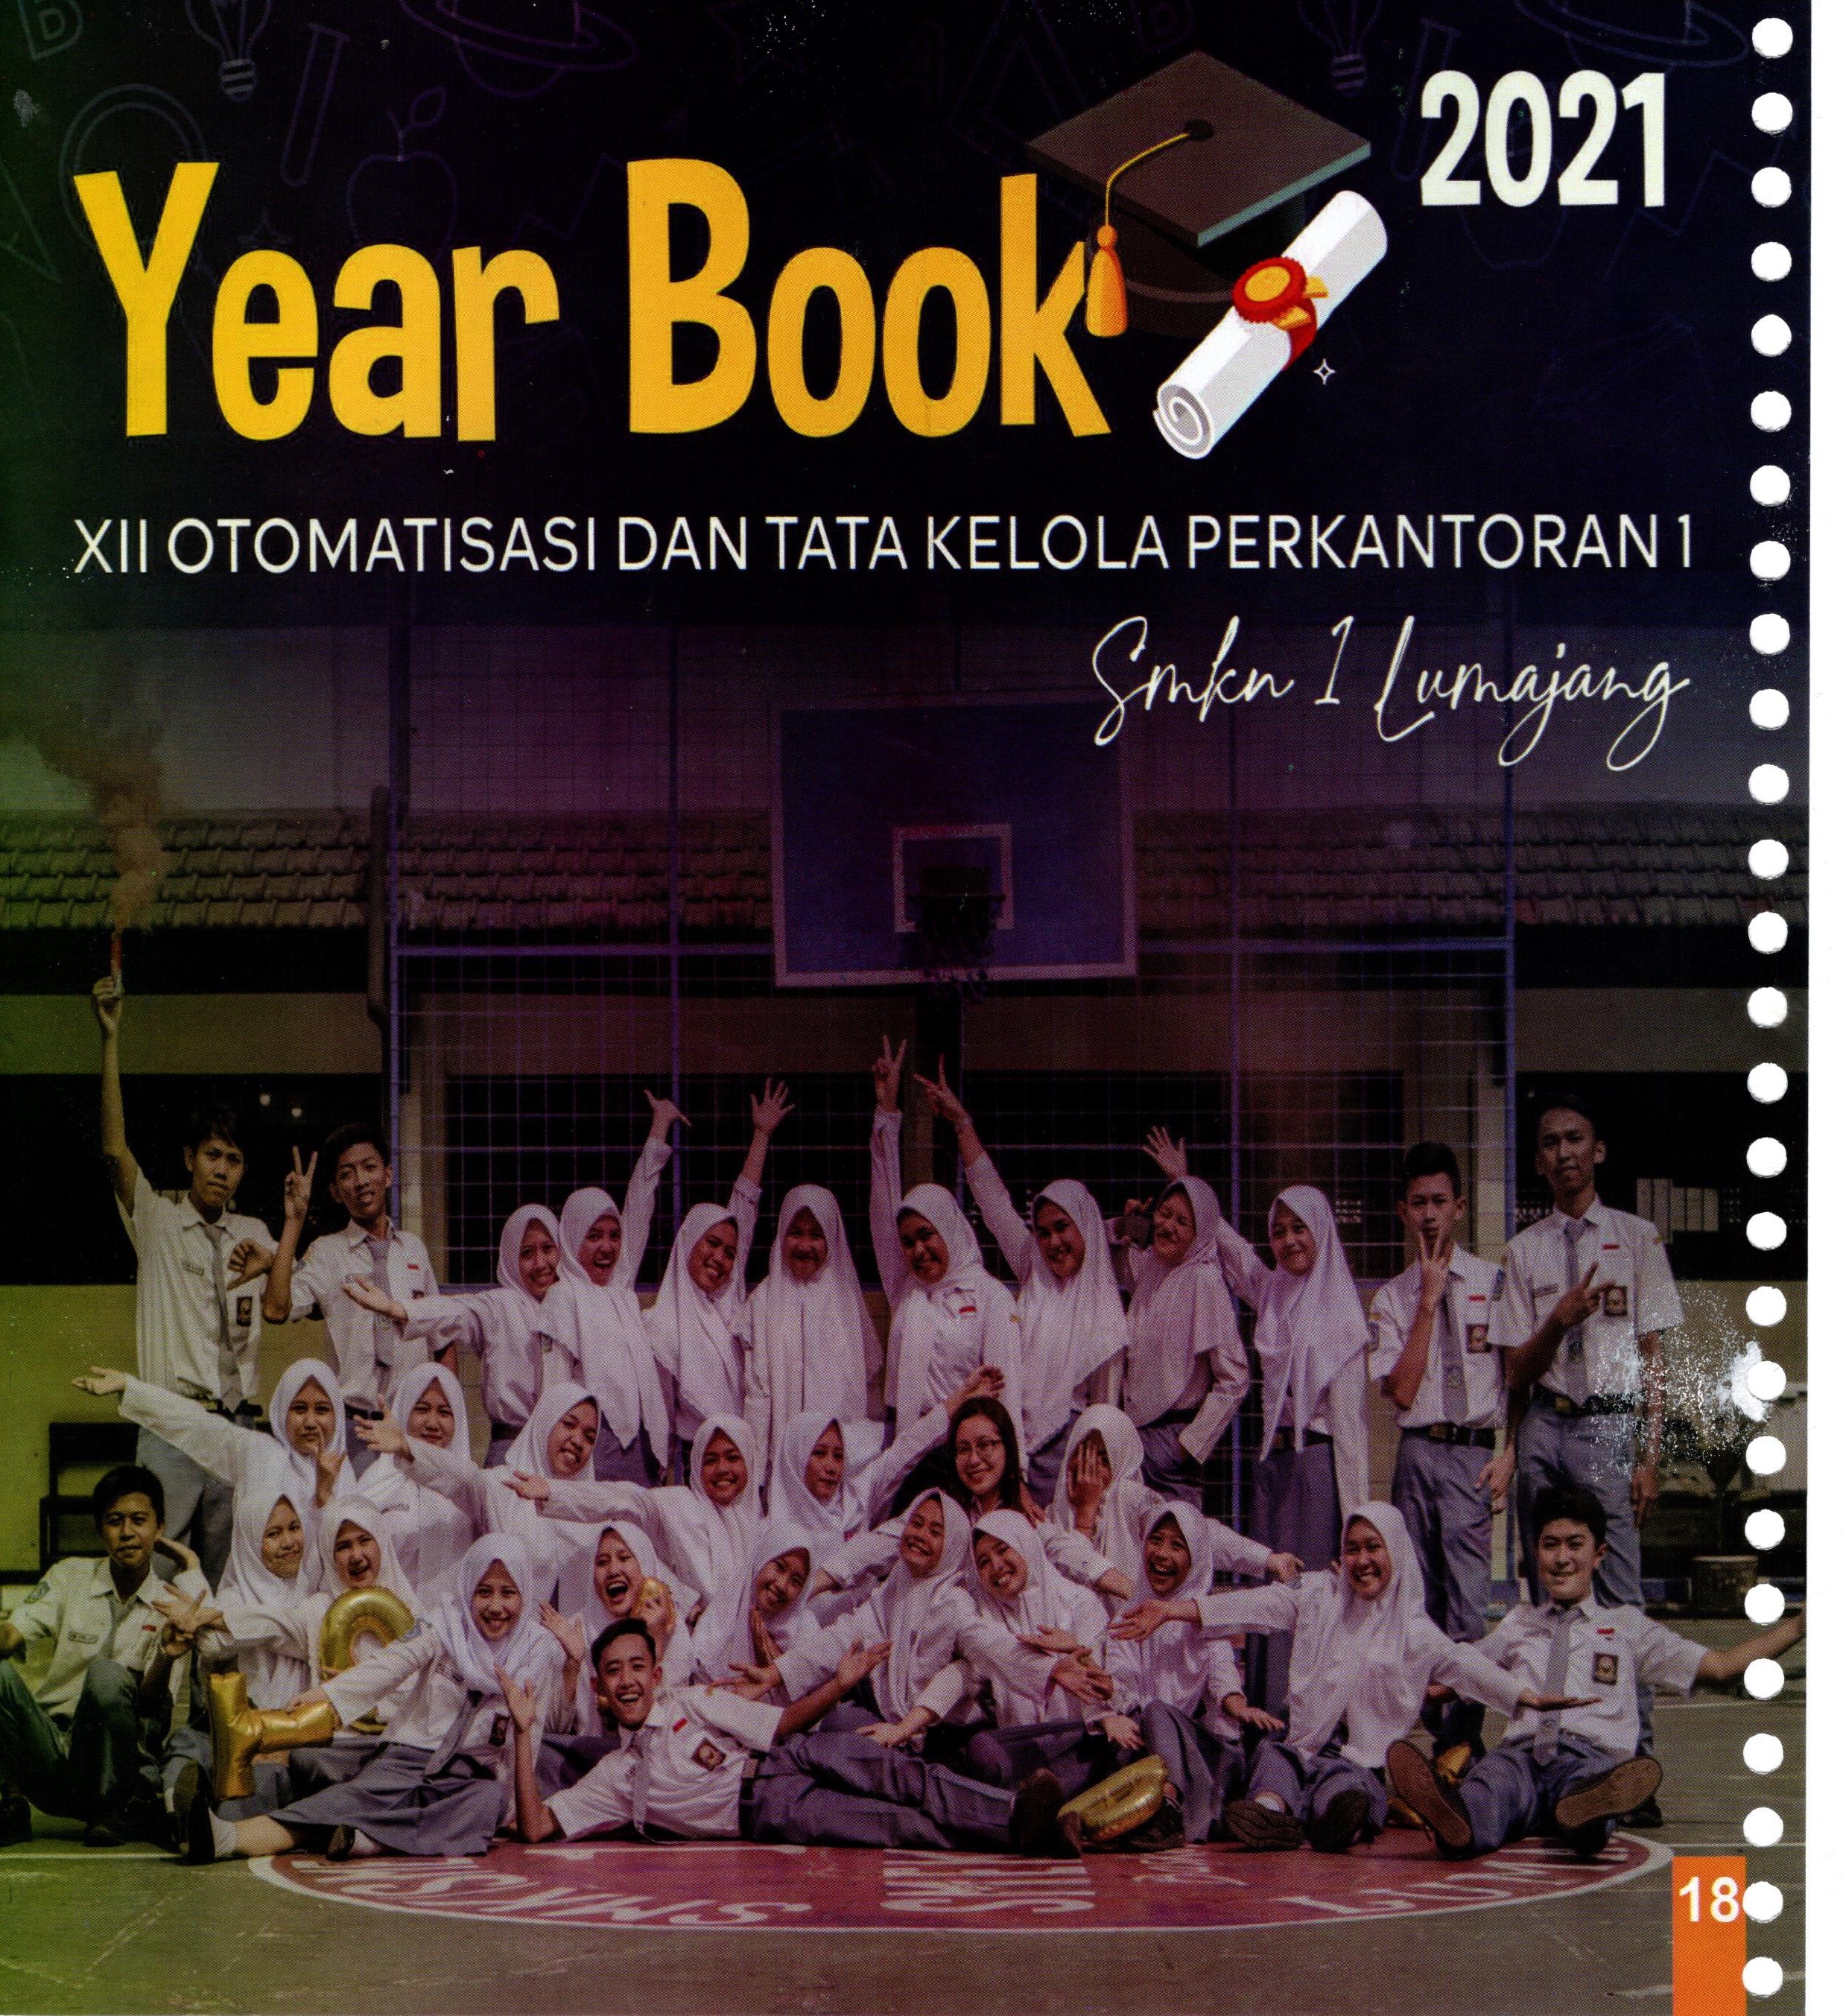 2021
Year Book
XII OTOMATISASI DAN TATA KELOLA PERKANTORAN 1
Smkn 1 Lumajang
18